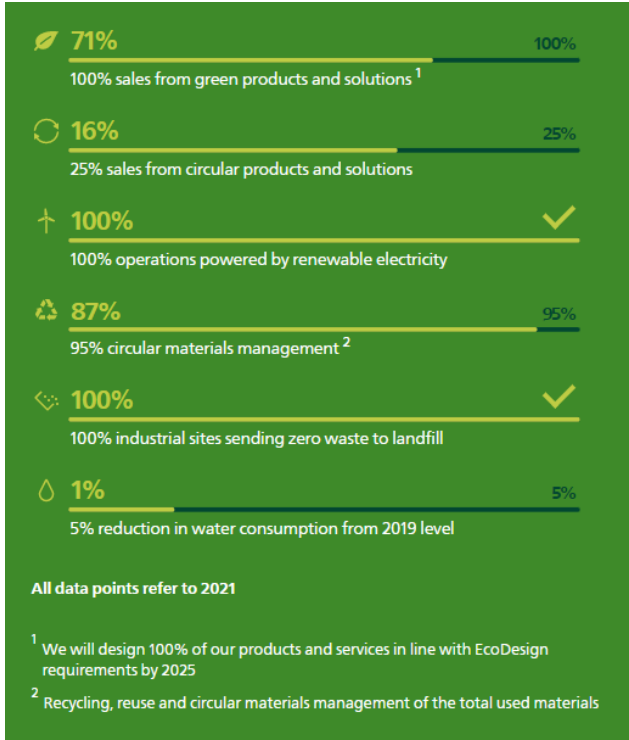 71% 100%
100% sales from green products and solutions 1
16% 25%
25% sales from circular products and solutions
100%
100% operations powered by renewable electricity
87% 95%
95% circular materials management 2
100%
100% industrial sites sending zero waste to landfill
1% 5%
5% reduction in water consumption from 2019 level
All data points refer to 2021
1 We will design 100% of our products and services in line with EcoDesign
requirements by 2025
2 Recycling, reuse and circular materials management of the total used materials